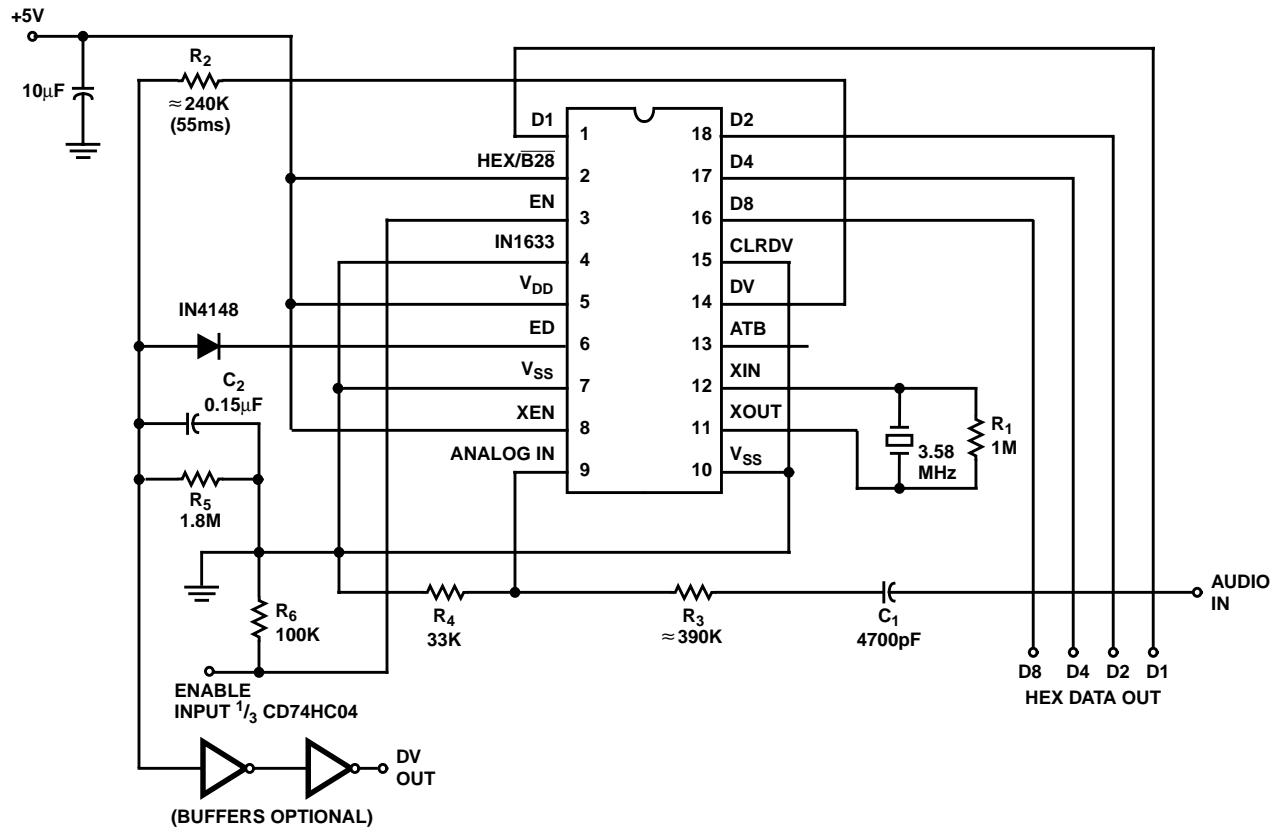 +5V
10μF
R2
≈240K
(55ms)
D1
1
HEX/B28
2
EN
3
IN1633
4
VDD
5
ED
6
VSS
7
XEN
8
ANALOG IN
9
D2
18
D4
17
D8
16
CLRDV
15
DV
14
ATB
13
XIN
12
XOUT
11
VSS
10
IN4148
C2
0.15μF
R5
1.8M
R6
100K
R4
33K
R3
≈390K
C1
4700pF
3.58
MHz
R1
1M
AUDIO
IN
D8 D4 D2 D1
HEX DATA OUT
ENABLE
INPUT 1/3 CD74HC04
DV
OUT
(BUFFERS OPTIONAL)